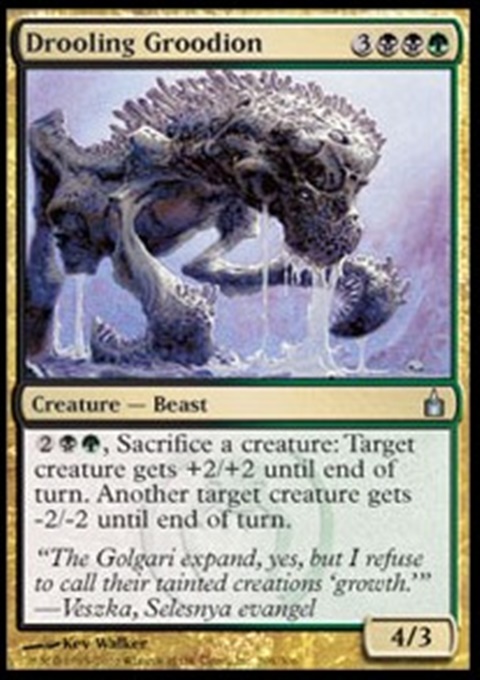 Drooling Groodion 3
Creature — Beast
2, Sacrifice a creature: Target
creature gets +2/+2 until end of
turn. Another target creature gets
-2/-2 until end of turn.
“The Golgari expand, yes, but I refuse
to call their tainted creations ‘growth.’”
—Veszka, Selesnya evangel
Kev Walker
4/3